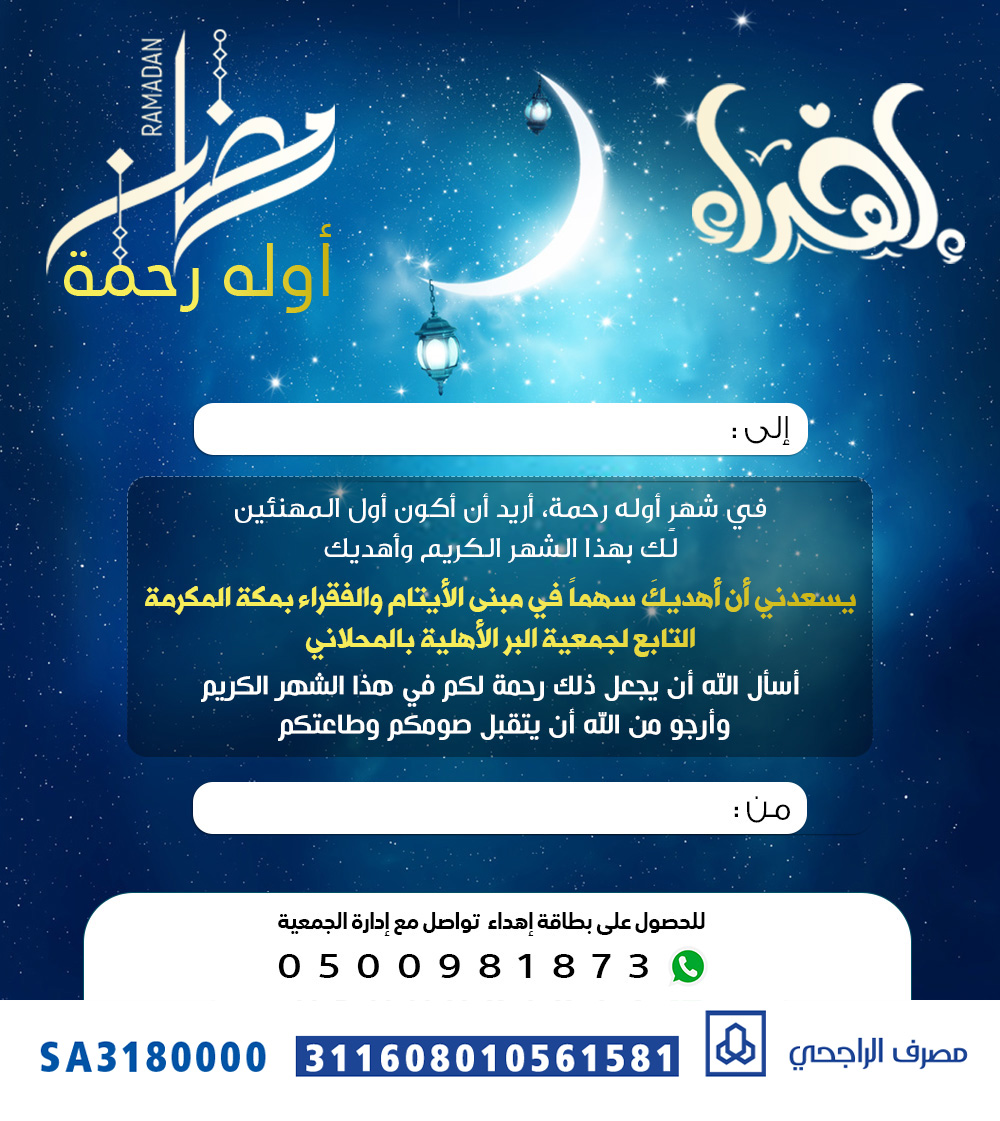 إهداء
رمضان
RAMADAN
أوله رحمة
إلى :
في شهرٍ أوله رحمة، أريد أن أكون أول المهنئين
لك بهذا الشهر الكريم وأهديك
يسعدني أن أهديكَ سهماً في مبنى الأيتام والفقراء بمكة المكرمة
التابع لجمعية البر الأهلية بالمحلاني
أسأل الله أن يجعل ذلك رحمة لكم في هذا الشهر الكريم
وأرجو من الله أن يتقبل صومكم وطاعتكم
من :
للحصول على بطاقة إهداء تواصل مع إدارة الجمعية
0500981873
مصرف الراجحي
SA3180000 311608010561581